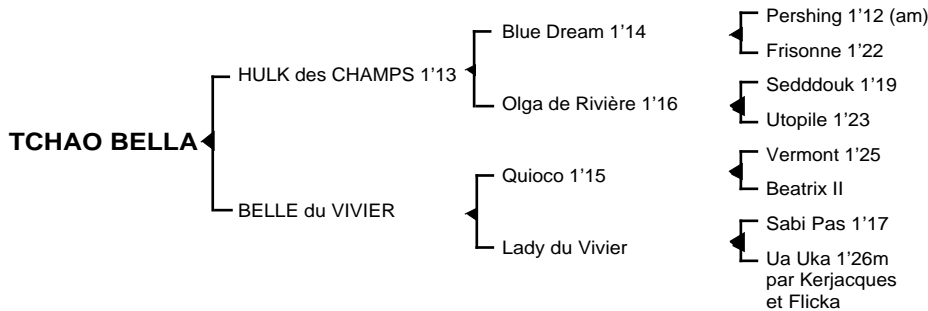 Pershing 1'12 (am)
Blue Dream 1'14
Frisonne 1'22
HULK des CHAMPS 1'13
Sedddouk 1'19
Olga de Rivière 1'16
Utopile 1'23
TCHAO BELLA
Vermont 1'25
Quioco 1'15
Beatrix II
BELLE du VIVIER
Sabi Pas 1'17
Lady du Vivier
Ua Uka 1'26m
par Kerjacques
et Flicka